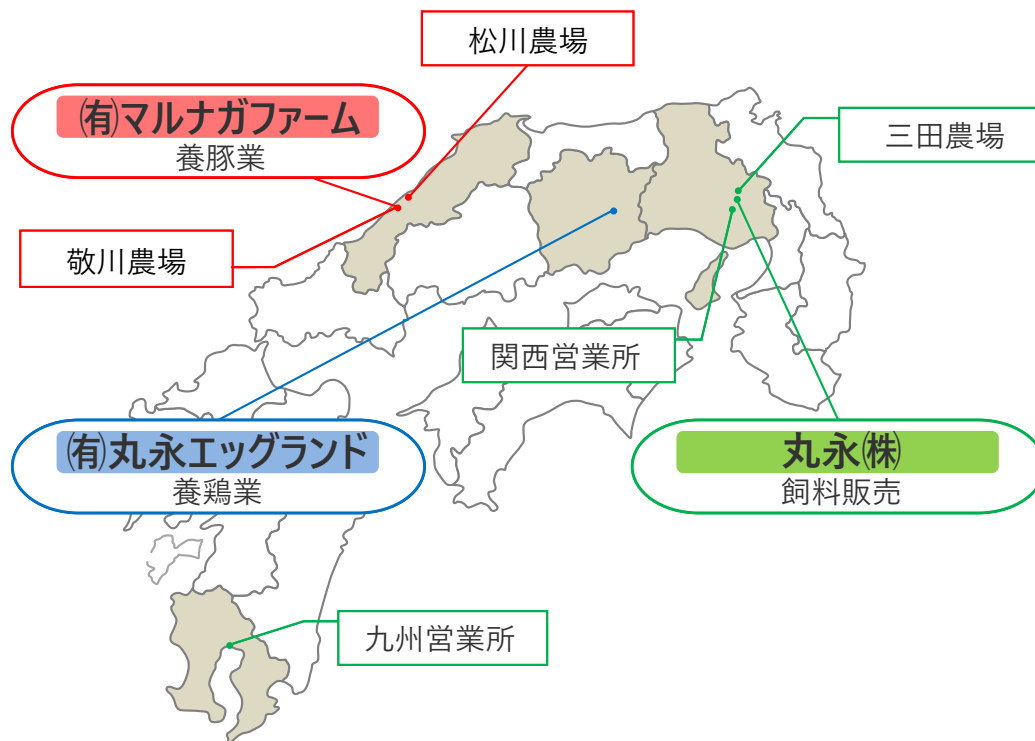 松川農場
㈲マルナガファーム
養豚業
三田農場
敬川農場
関西営業所
㈲丸永エッグランド
養鶏業
丸永㈱
飼料販売
九州営業所